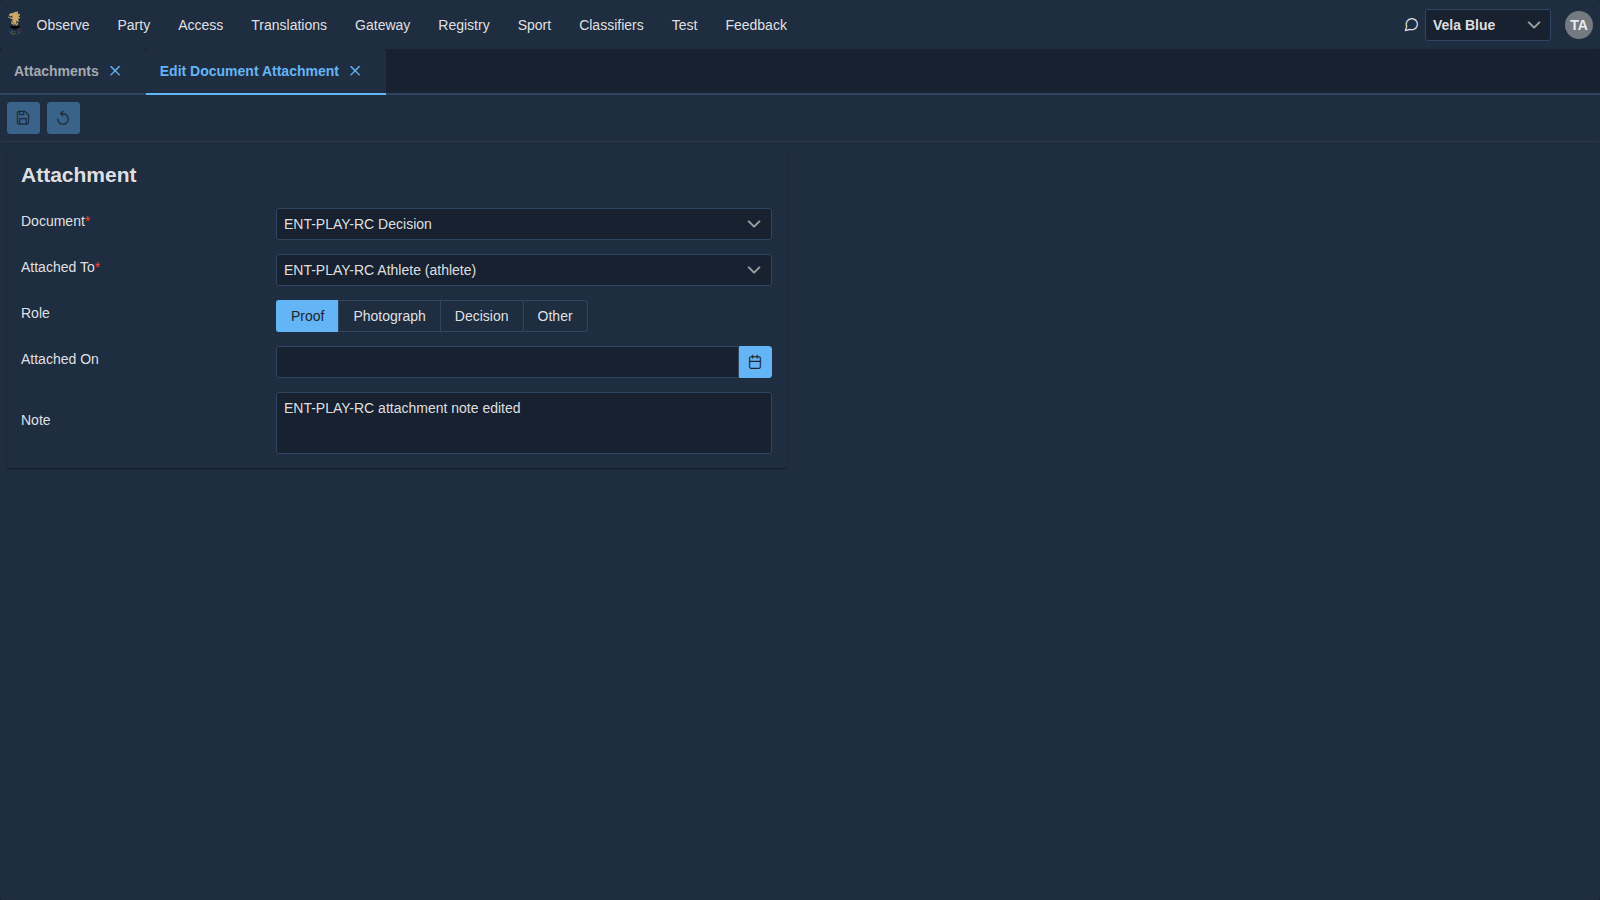 Observe Party Access Translations Gateway Registry Sport Classifiers Test Feedback Vela Blue TA
Attachments Edit Document Attachment
Attachment
Document* ENT-PLAY-RC Decision
Attached To* ENT-PLAY-RC Athlete (athlete)
Role Proof Photograph Decision Other
Attached On
Note ENT-PLAY-RC attachment note edited